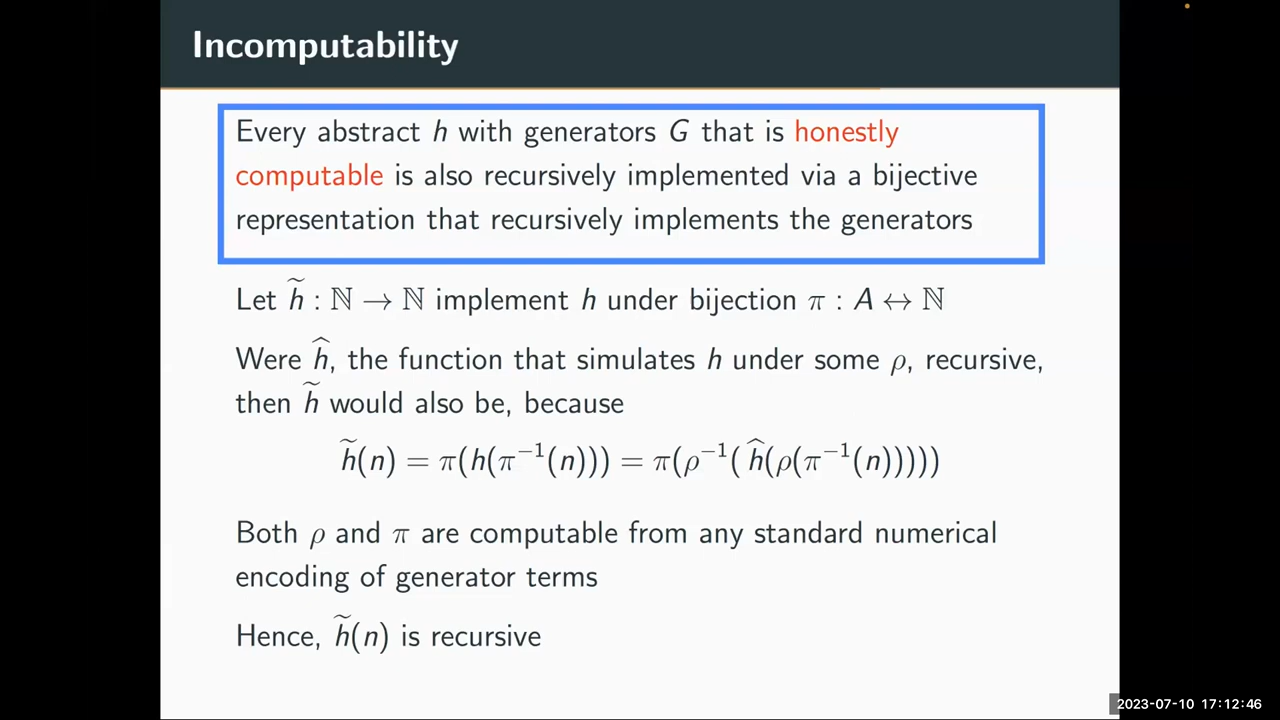 Incomputability
Every abstract h with generators G that is honestly
computable is also recursively implemented via a bijective
representation that recursively implements the generators
Let h̃ : ℕ → ℕ implement h under bijection π : A ↔ ℕ
Were ĥ, the function that simulates h under some ρ, recursive,
then h̃ would also be, because
h̃(n) = π(h(π⁻¹(n))) = π(ρ⁻¹( ĥ(ρ(π⁻¹(n)))))
Both ρ and π are computable from any standard numerical
encoding of generator terms
Hence, h̃(n) is recursive
2023-07-10 17:12:46